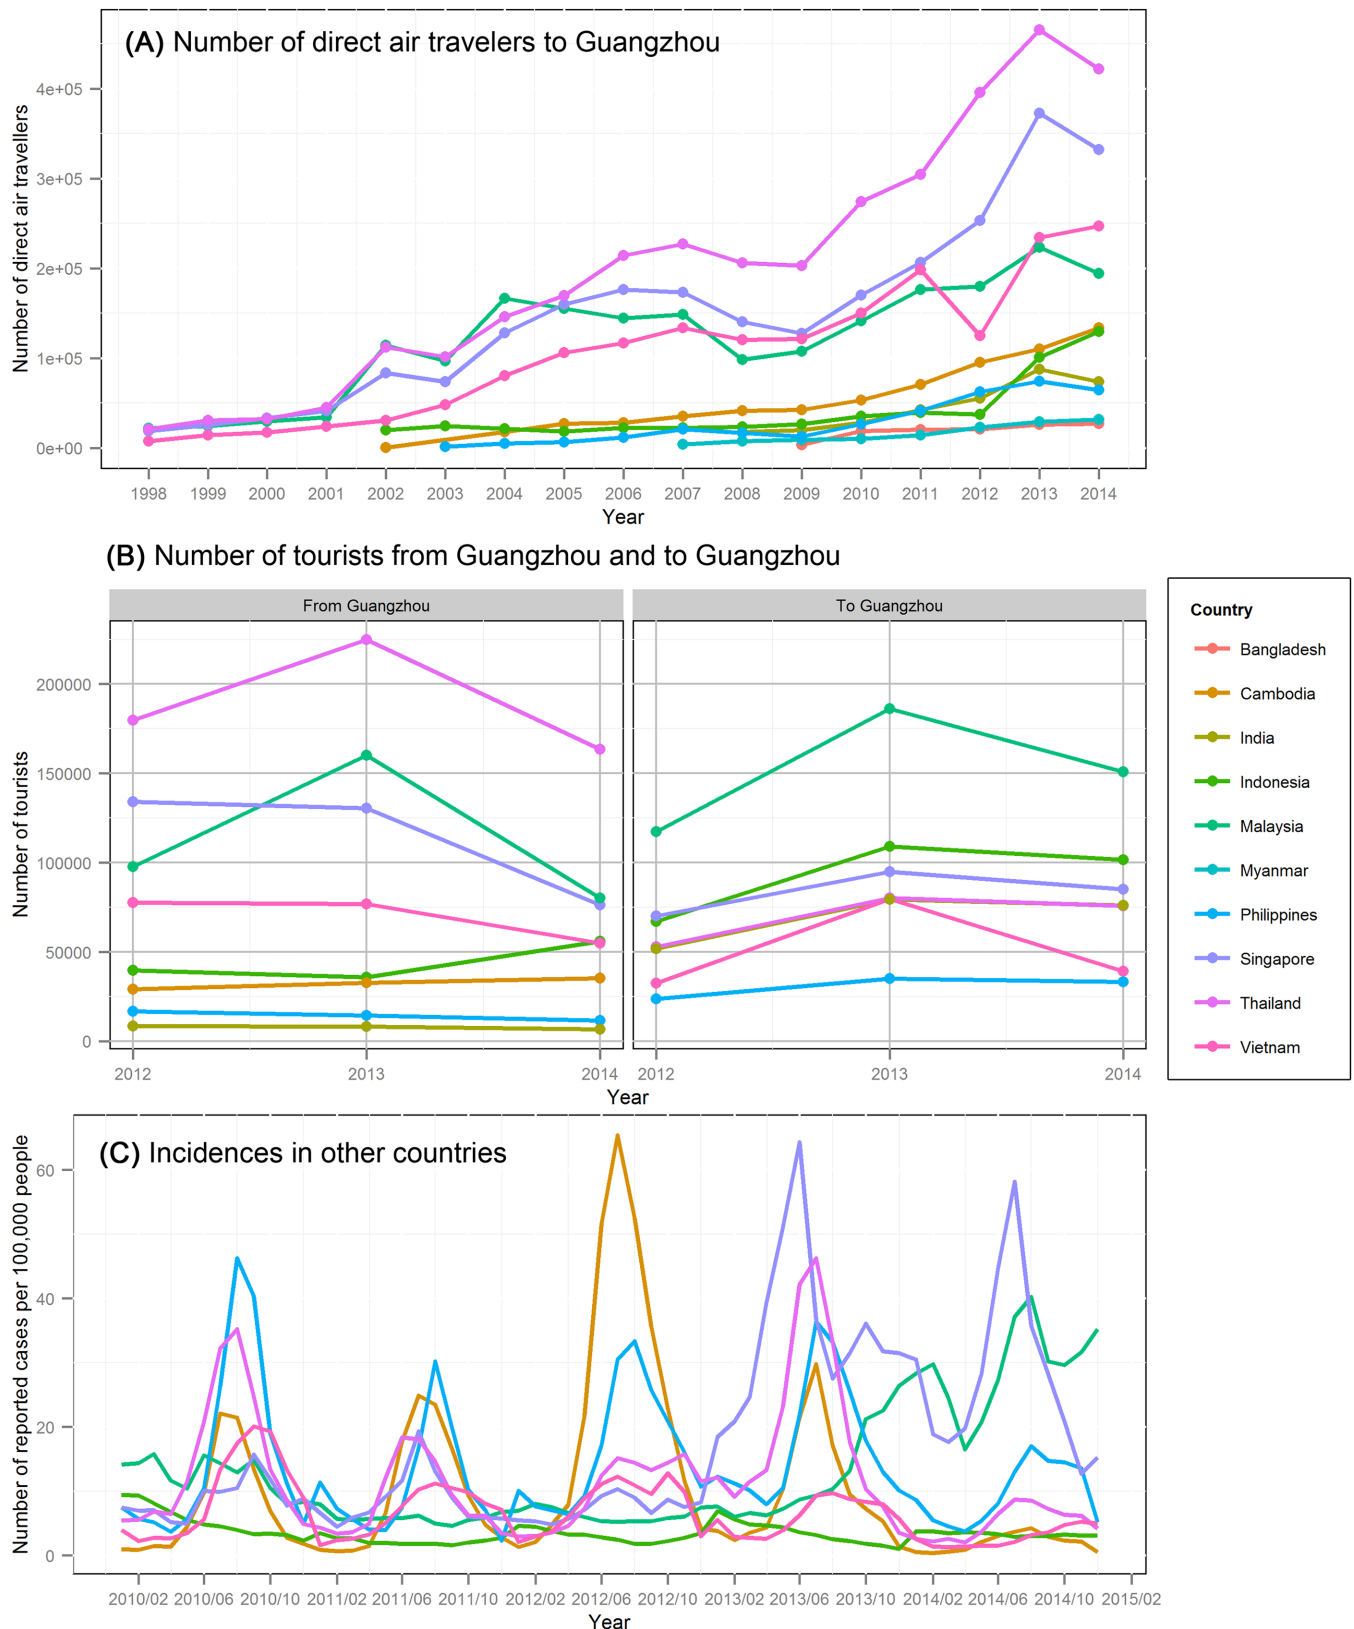 (A) Number of direct air travelers to Guangzhou
Number of direct air travellers
4e+05
3e+05
2e+05
1e+05
0e+00
1998 1999 2000 2001 2002 2003 2004 2005 2006 2007 2008 2009 2010 2011 2012 2013 2014
Year
(B) Number of tourists from Guangzhou and to Guangzhou
From Guangzhou
To Guangzhou
Number of tourists
200000
150000
100000
50000
0
2012 2013 2014 2012 2013 2014
Year
Country
Bangladesh
Cambodia
India
Indonesia
Malaysia
Myanmar
Philippines
Singapore
Thailand
Vietnam
(C) Incidences in other countries
Number of reported cases per 100,000 people
60
40
20
0
2010/02 2010/06 2010/10 2011/02 2011/06 2011/10 2012/02 2012/06 2012/10 2013/02 2013/06 2013/10 2014/02 2014/06 2014/10 2015/02
Year